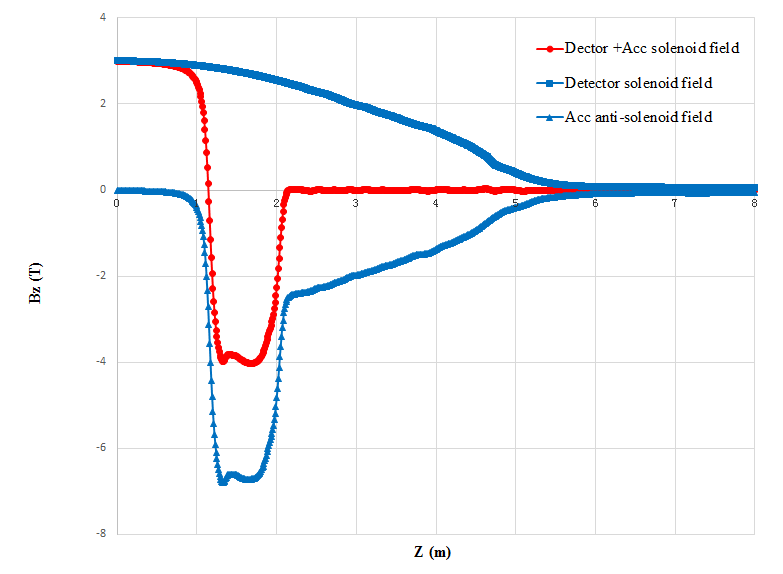 4
Dector +Acc solenoid field
Detector solenoid field
2
Acc anti-solenoid field
0
0 1 2 3 4 5 6 7 8
-2
Bz (T)
-4
-6
-8
Z (m)